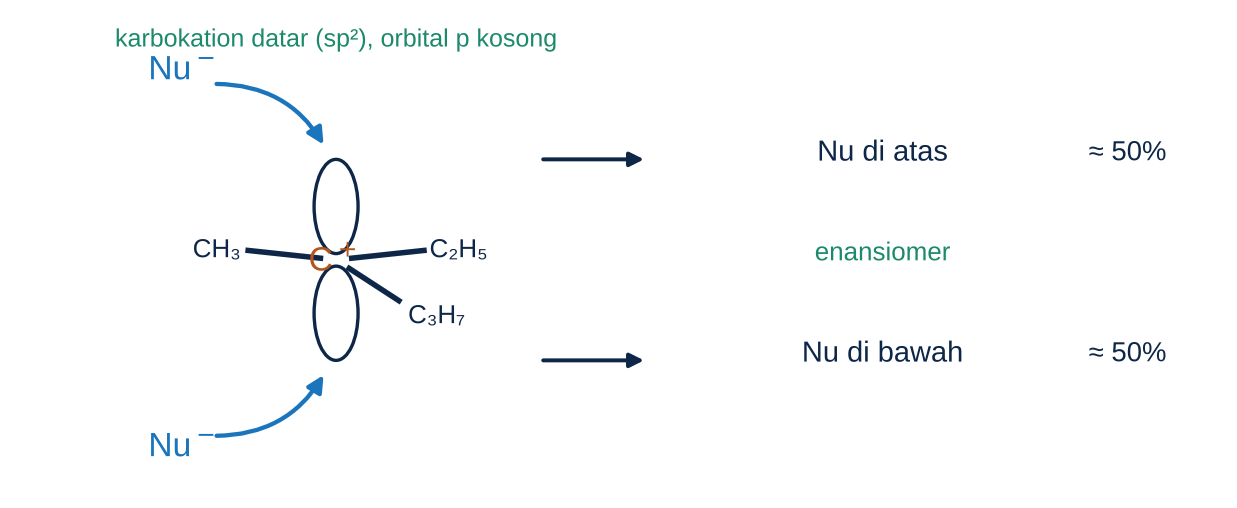 karbokation datar (sp²), orbital p kosong
Nu⁻
Nu di atas ≈ 50%
CH₃ C⁺ C₂H₅
enansiomer
C₃H₇
Nu di bawah ≈ 50%
Nu⁻